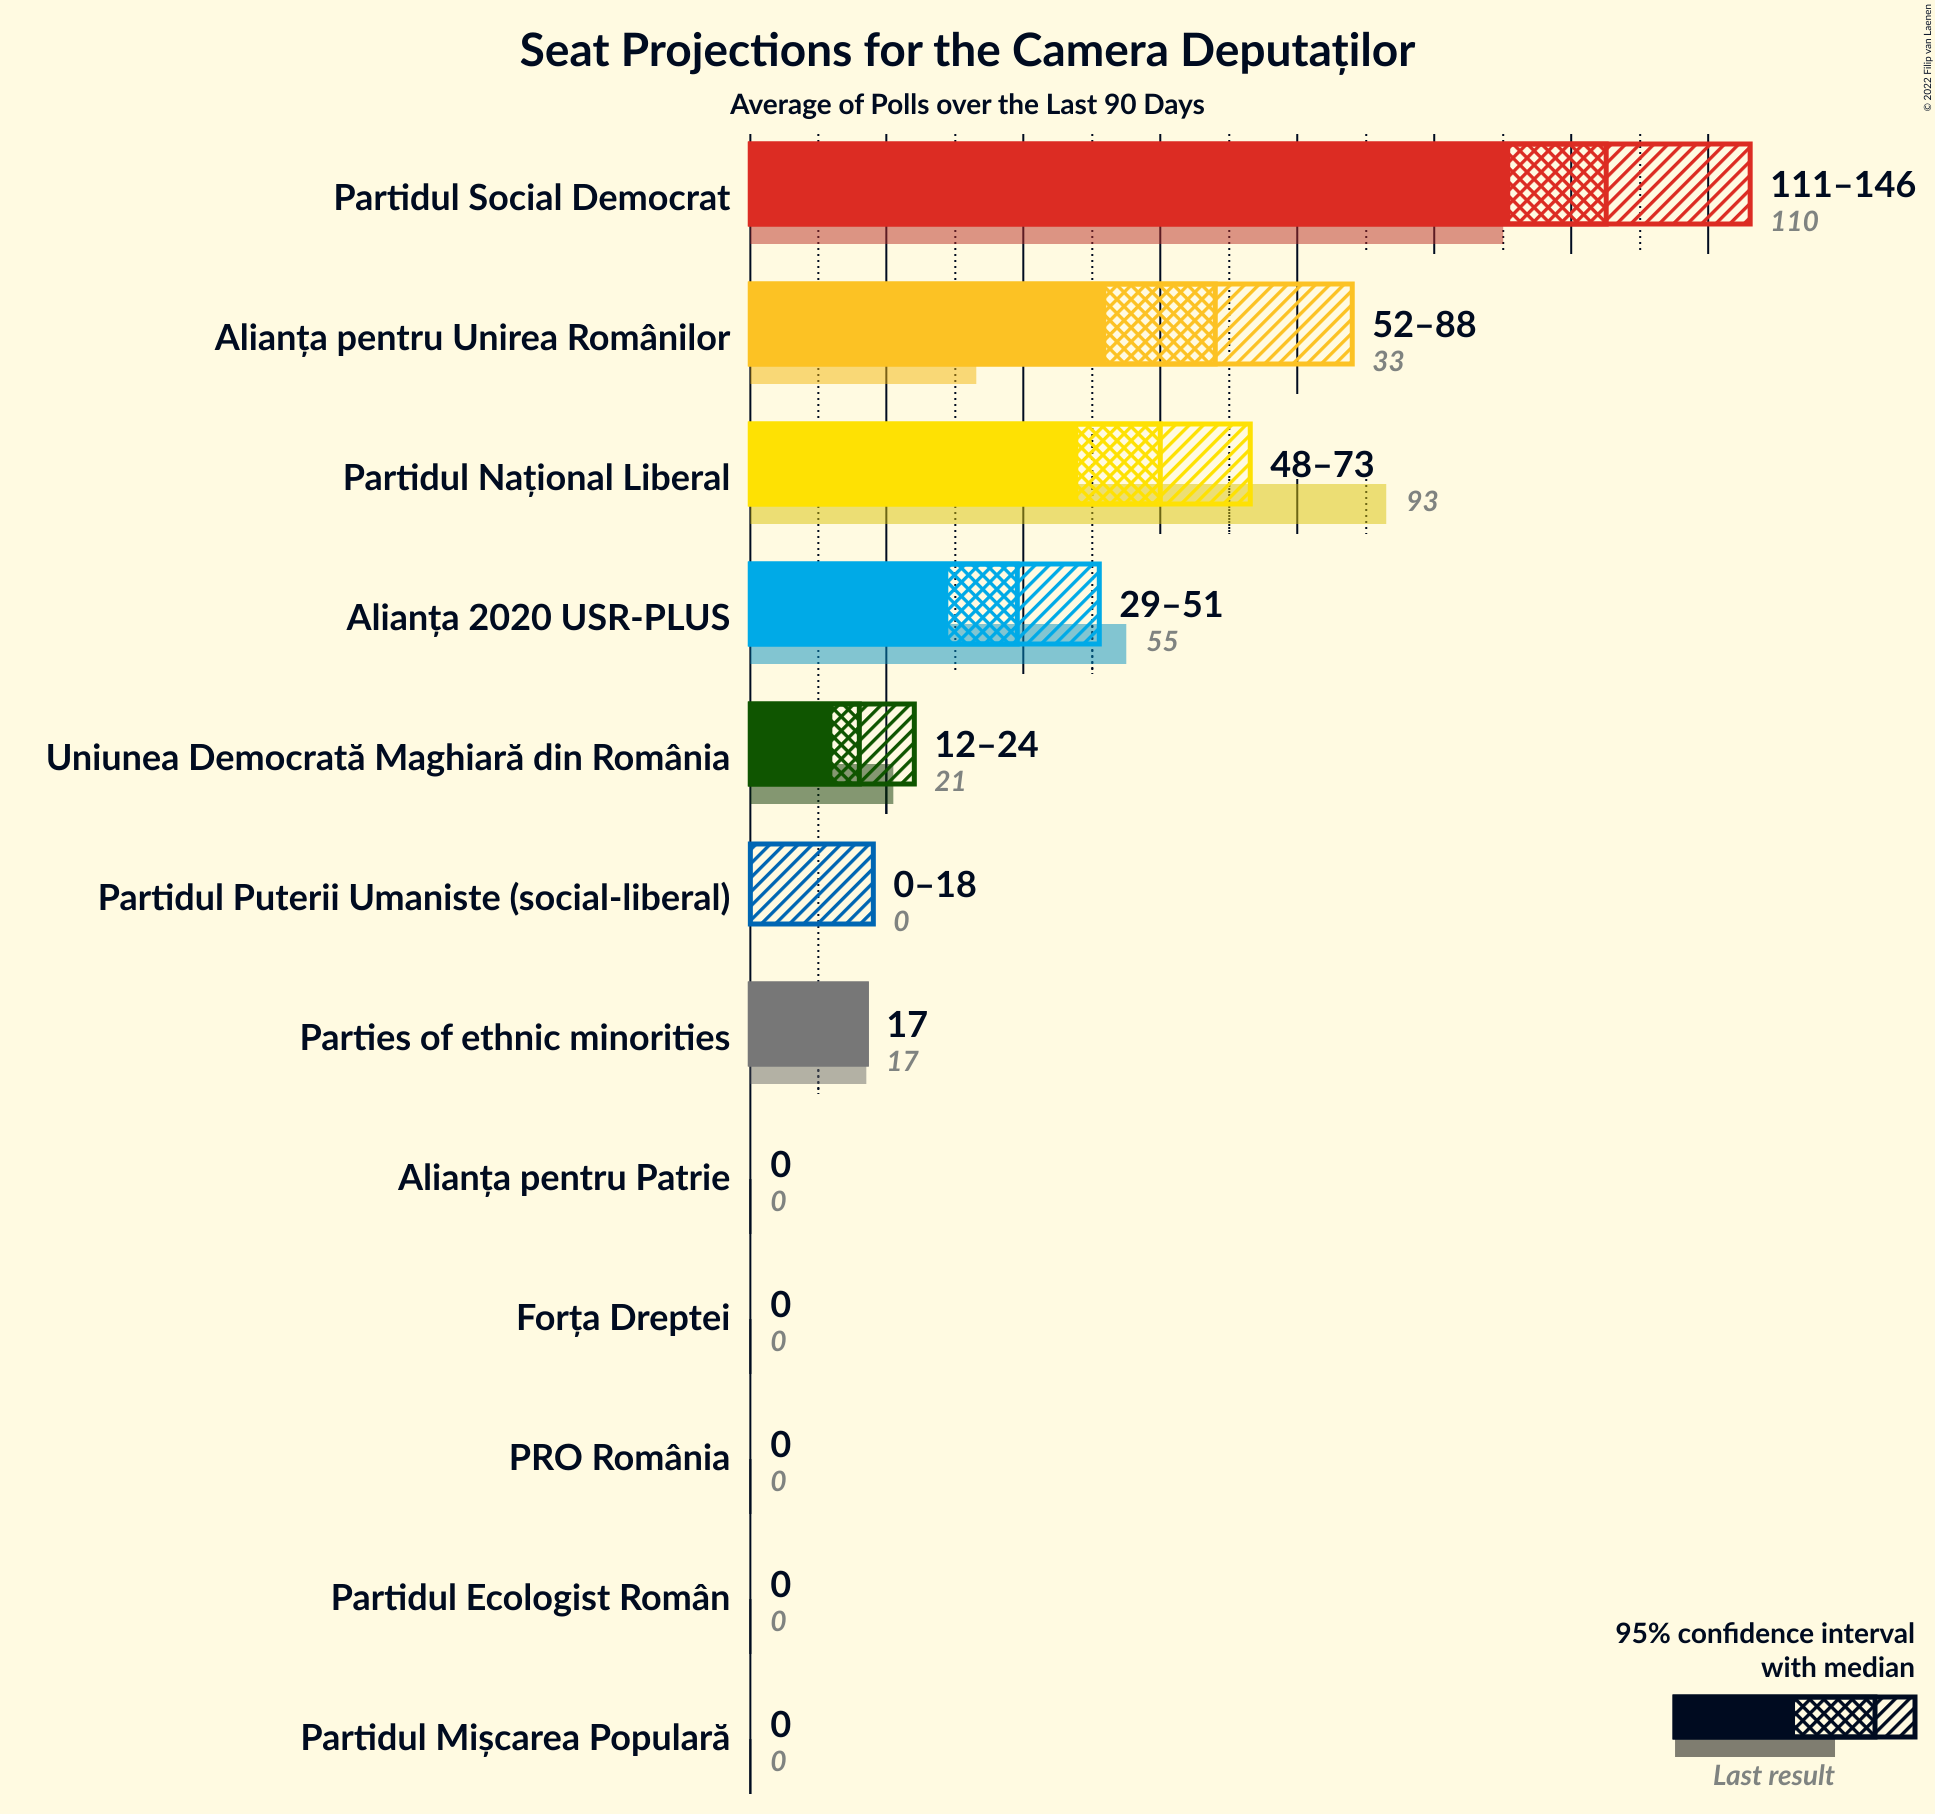 Seat Projections for the Camera Deputaților
Average of Polls over the Last 90 Days
© 2022 Filip van Laenen
Partidul Social Democrat
111–146
110
Alianța pentru Unirea Românilor
52–88
33
Partidul Național Liberal
48–73
93
Alianța 2020 USR-PLUS
29–51
55
Uniunea Democrată Maghiară din România
12–24
21
Partidul Puterii Umaniste (social-liberal)
0–18
0
Parties of ethnic minorities
17
17
Alianța pentru Patrie
0
0
Forța Dreptei
0
0
PRO România
0
0
Partidul Ecologist Român
0
0
Partidul Mișcarea Populară
0
0
95% confidence interval
with median
Last result